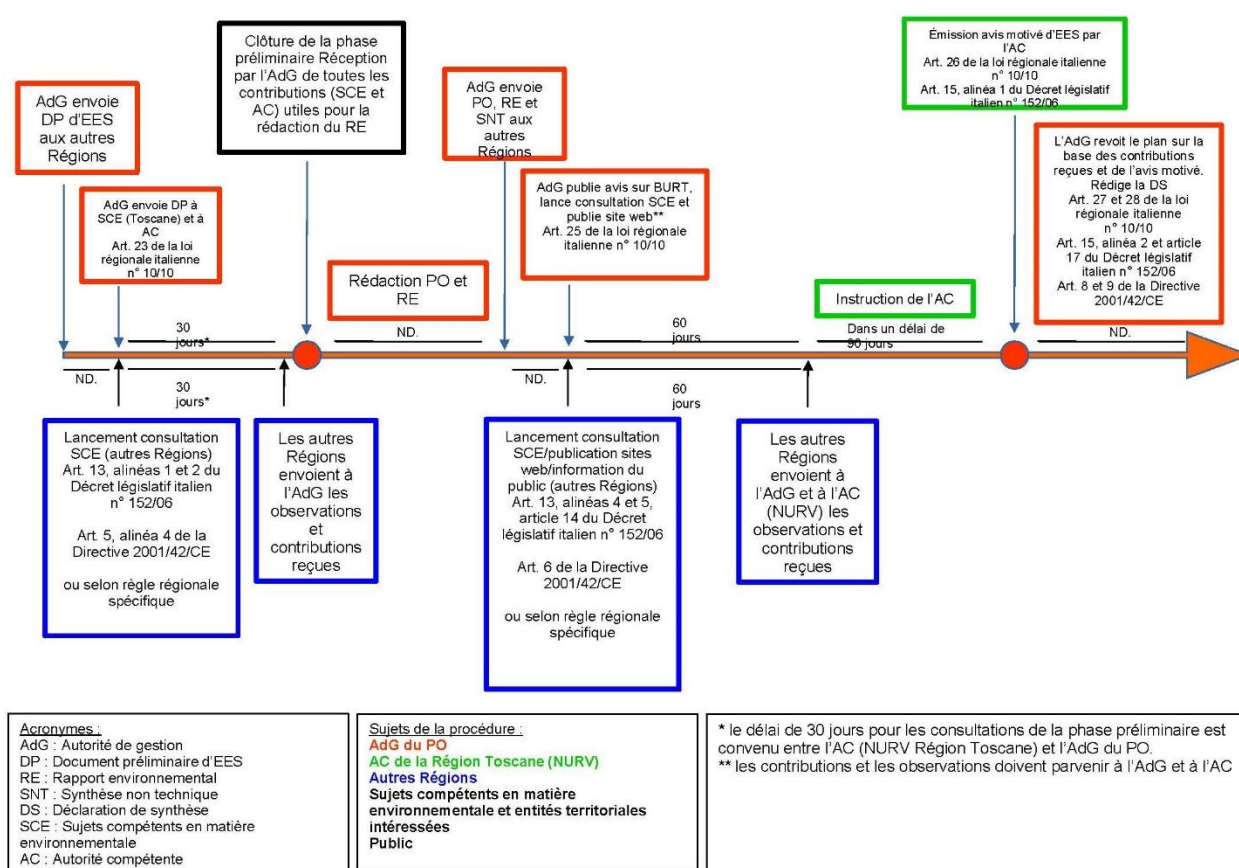 AdG envoie
DP d'EES
aux autres
Régions
AdG envoie DP à
SCE (Toscane) et à
AC
Art. 23 de la loi
régionale italienne
n° 10/10
Clôture de la phase
préliminaire Réception
par l'AdG de toutes les
contributions (SCE et
AC) utiles pour la
rédaction du RE
Rédaction PO et
RE
AdG envoie
PO, RE et
SNT aux
autres
Régions
AdG publie avis sur BURT,
lance consultation SCE et
publie site web**
Art. 25 de la loi régionale
italienne n° 10/10
Instruction de l'AC
Émission avis motivé d'EES par
l'AC
Art. 26 de la loi régionale italienne
n° 10/10
Art. 15, alinéa 1 du Décret législatif
italien n° 152/06
L'AdG revoit le plan sur la
base des contributions
reçues et de l'avis motivé.
Rédige la DS
Art. 27 et 28 de la loi
régionale italienne
n° 10/10
Art. 15, alinéa 2 et article
17 du Décret législatif
italien n° 152/06
Art. 8 et 9 de la Directive
2001/42/CE
30
jours*
ND.
60
jours
Dans un délai de
90 jours
ND.
ND.
30
jours*
ND.
60
jours
Lancement consultation
SCE (autres Régions)
Art. 13, alinéas 1 et 2 du
Décret législatif italien
n° 152/06
Art. 5, alinéa 4 de la
Directive 2001/42/CE
ou selon règle régionale
spécifique
Les autres
Régions
envoient à
l'AdG les
observations
et
contributions
reçues
Lancement consultation
SCE/publication sites
web/information du
public (autres Régions)
Art. 13, alinéas 4 et 5,
article 14 du Décret
législatif italien n° 152/06
Art. 6 de la Directive
2001/42/CE
ou selon règle régionale
spécifique
Les autres
Régions
envoient à
l'AdG et à l'AC
(NURV) les
observations et
contributions
reçues
Acronymes :
AdG : Autorité de gestion
DP : Document préliminaire d'EES
RE : Rapport environnemental
SNT : Synthèse non technique
DS : Déclaration de synthèse
SCE : Sujets compétents en matière
environnementale
AC : Autorité compétente
Sujets de la procédure :
AdG du PO
AC de la Région Toscane (NURV)
Autres Régions
Sujets compétents en matière
environnementale et entités territoriales
intéressées
Public
* le délai de 30 jours pour les consultations de la phase préliminaire est
convenu entre l'AC (NURV Région Toscane) et l'AdG du PO.
** les contributions et les observations doivent parvenir à l'AdG et à l'AC